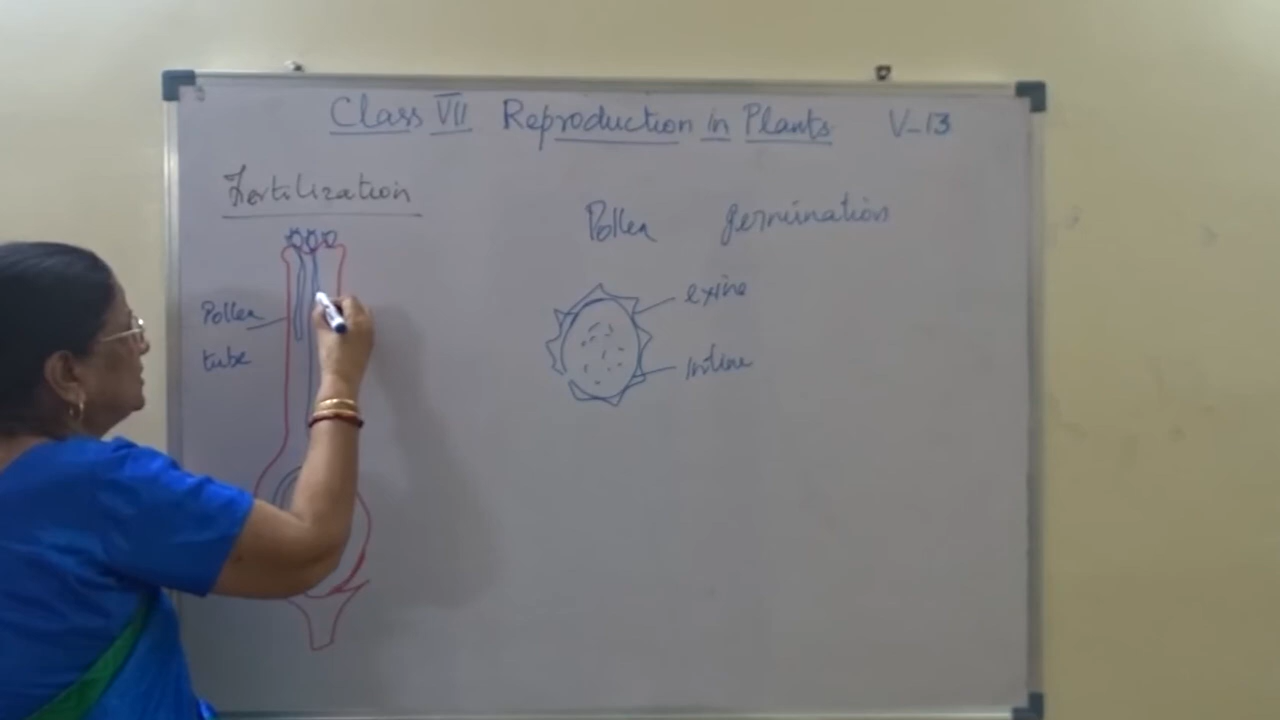 Class VII Reproduction in Plants V-13
Fertilization
Pollen germination
Pollen
tube
exine
intine